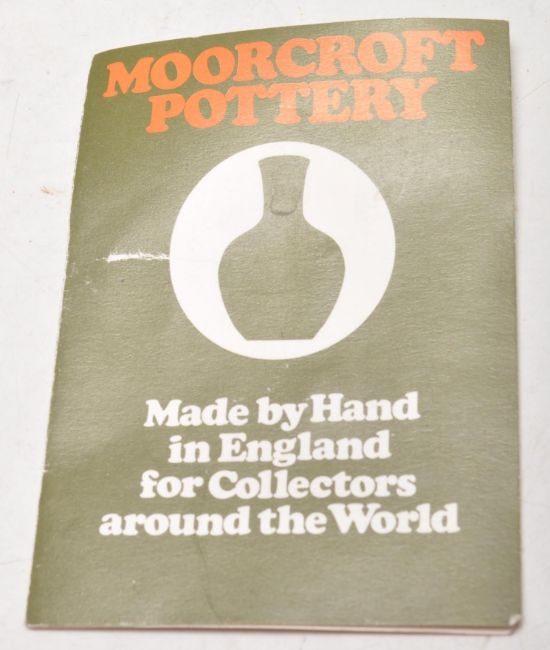 MOORCROFT
POTTERY
Made by Hand
in England
for Collectors
around the World